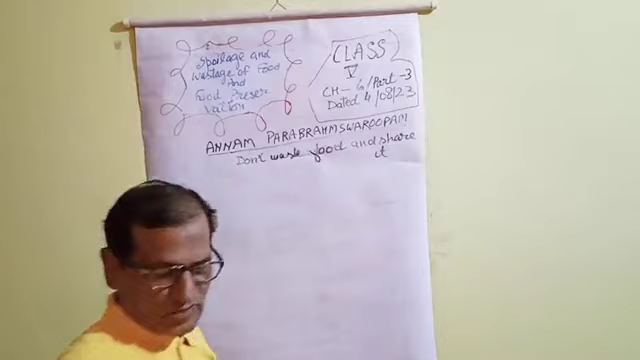 Spoilage and
wastage of Food
And
Food Preser
vation
CLASS
V
CH- 6/Part-3
Dated 4/08/23
ANNAM PARABRAHMSWAROOPAM
Don't waste food and share
it